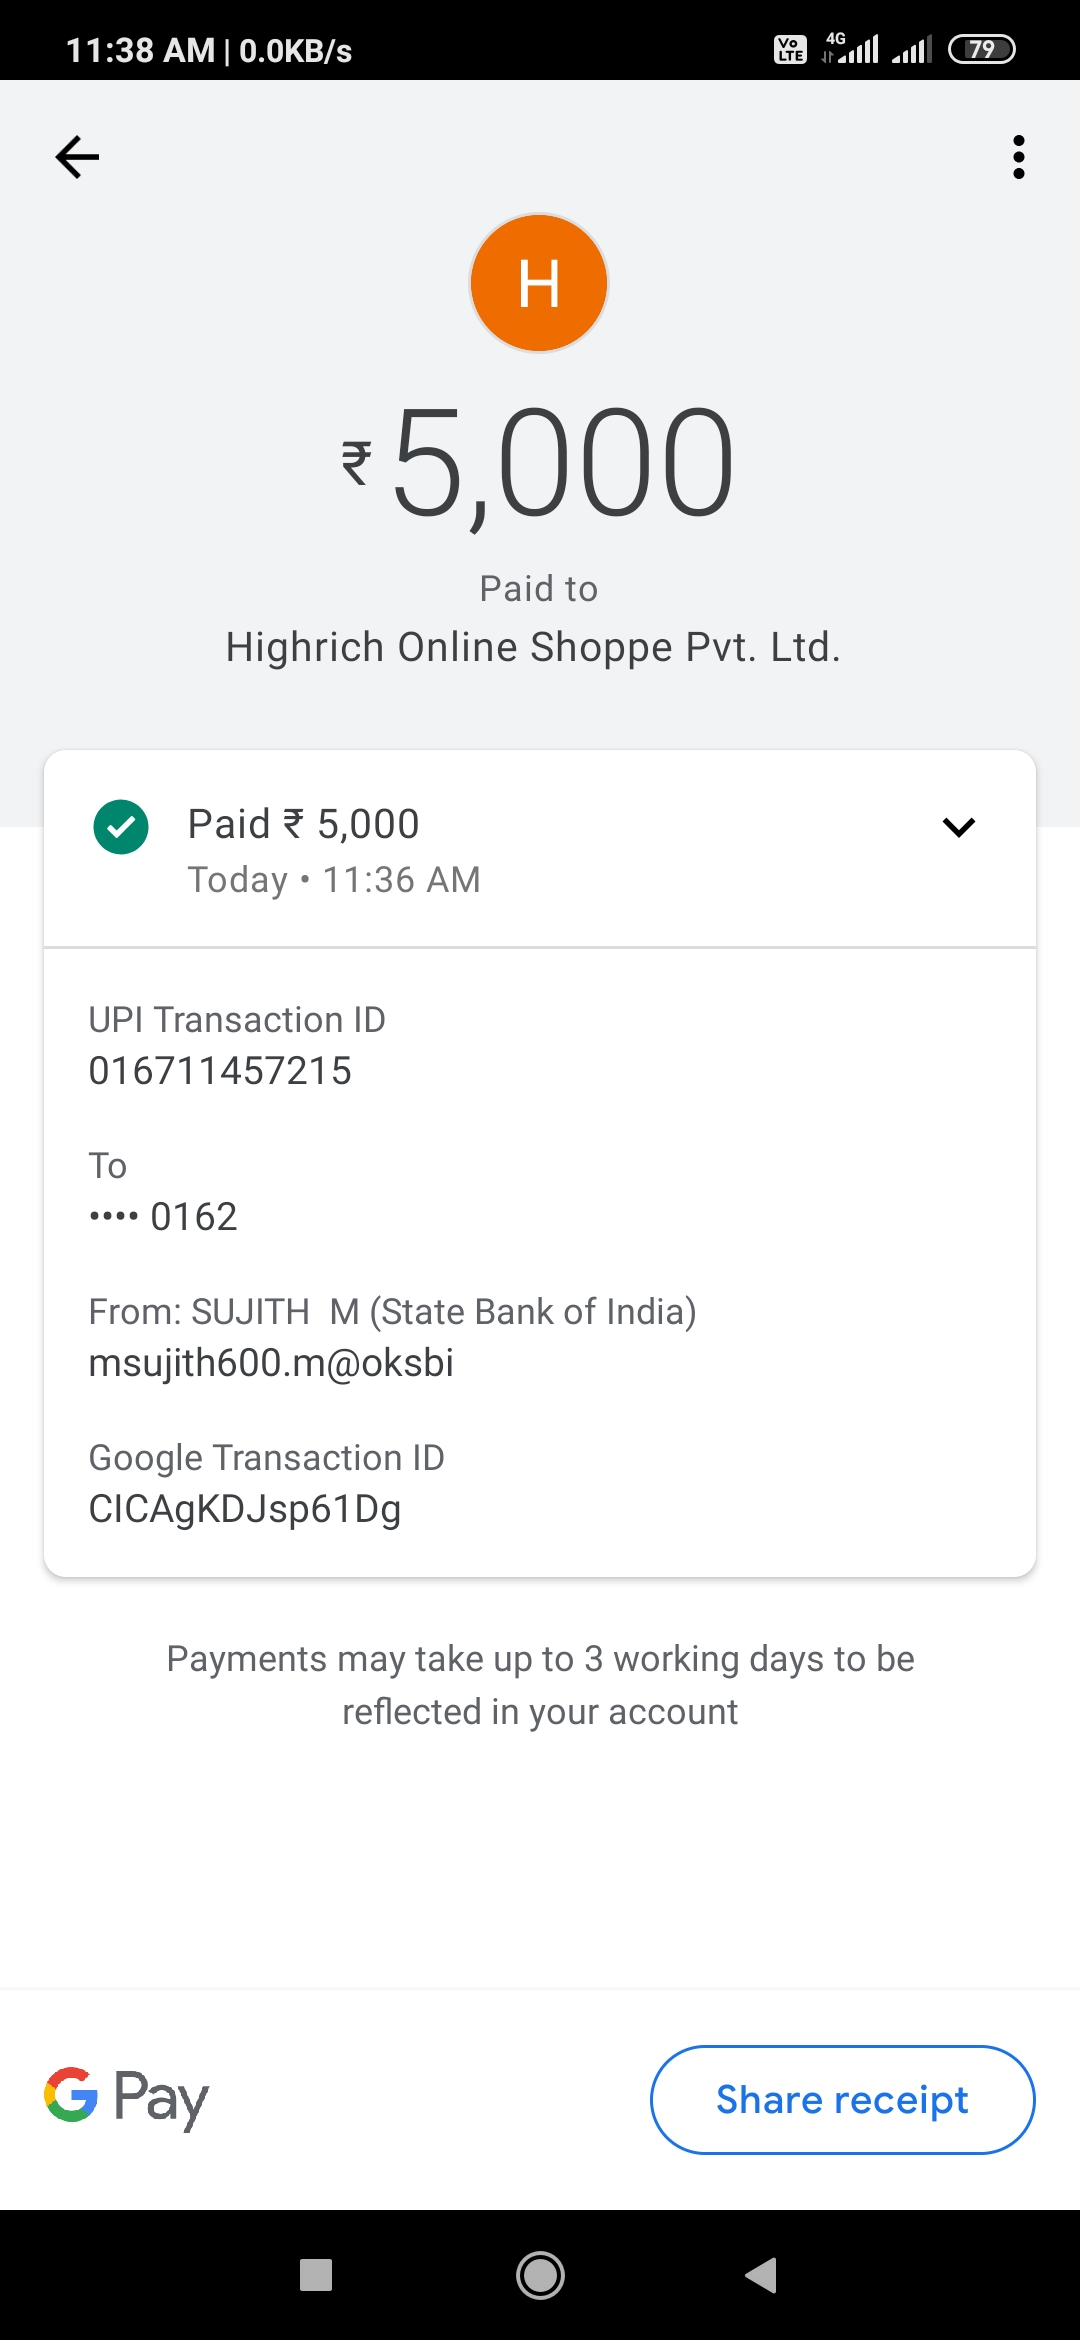 11:38 AM | 0.0KB/s
Vo LTE 4G 79
H
₹5,000
Paid to
Highrich Online Shoppe Pvt. Ltd.
Paid ₹ 5,000
Today • 11:36 AM
UPI Transaction ID
016711457215
To
•••• 0162
From: SUJITH  M (State Bank of India)
msujith600.m@oksbi
Google Transaction ID
CICAgKDJsp61Dg
Payments may take up to 3 working days to be
reflected in your account
G Pay
Share receipt